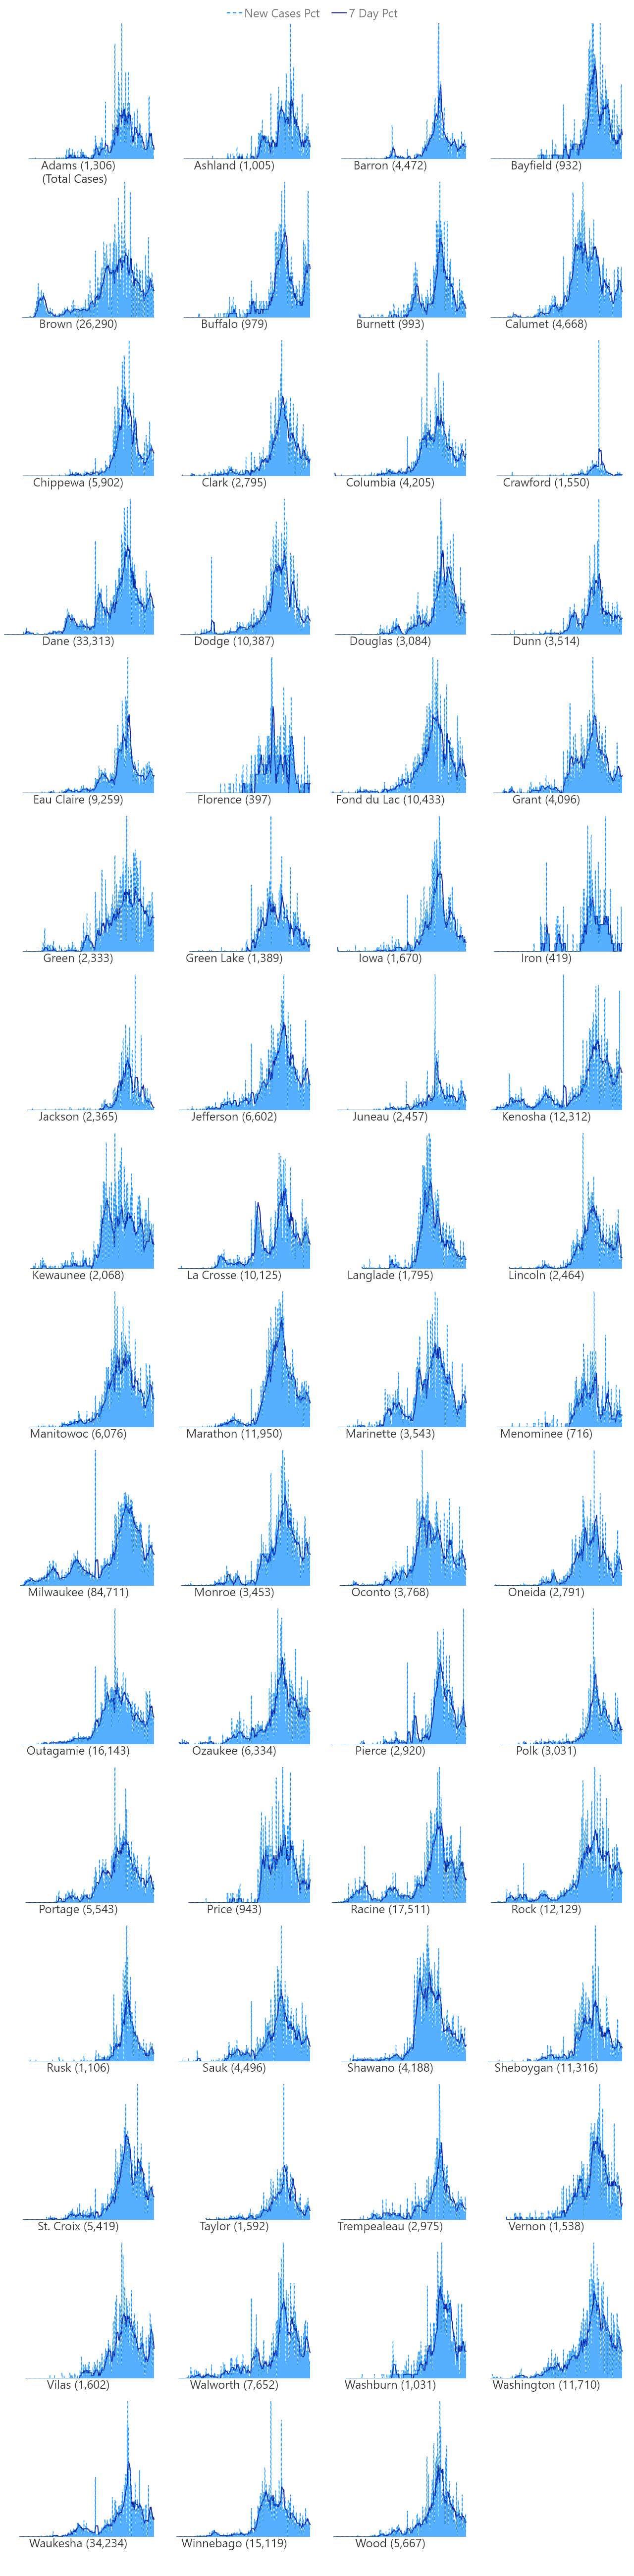 New Cases Pct 7 Day Pct
Adams (1,306) Ashland (1,005) Barron (4,472) Bayfield (932)
(Total Cases)
Brown (26,290) Buffalo (979) Burnett (993) Calumet (4,668)
Chippewa (5,902) Clark (2,795) Columbia (4,205) Crawford (1,550)
Dane (33,313) Dodge (10,387) Douglas (3,084) Dunn (3,514)
Eau Claire (9,259) Florence (397) Fond du Lac (10,433) Grant (4,096)
Green (2,333) Green Lake (1,389) Iowa (1,670) Iron (419)
Jackson (2,365) Jefferson (6,602) Juneau (2,457) Kenosha (12,312)
Kewaunee (2,068) La Crosse (10,125) Langlade (1,795) Lincoln (2,464)
Manitowoc (6,076) Marathon (11,950) Marinette (3,543) Menominee (716)
Milwaukee (84,711) Monroe (3,453) Oconto (3,768) Oneida (2,791)
Outagamie (16,143) Ozaukee (6,334) Pierce (2,920) Polk (3,031)
Portage (5,543) Price (943) Racine (17,511) Rock (12,129)
Rusk (1,106) Sauk (4,496) Shawano (4,188) Sheboygan (11,316)
St. Croix (5,419) Taylor (1,592) Trempealeau (2,975) Vernon (1,538)
Vilas (1,602) Walworth (7,652) Washburn (1,031) Washington (11,710)
Waukesha (34,234) Winnebago (15,119) Wood (5,667)